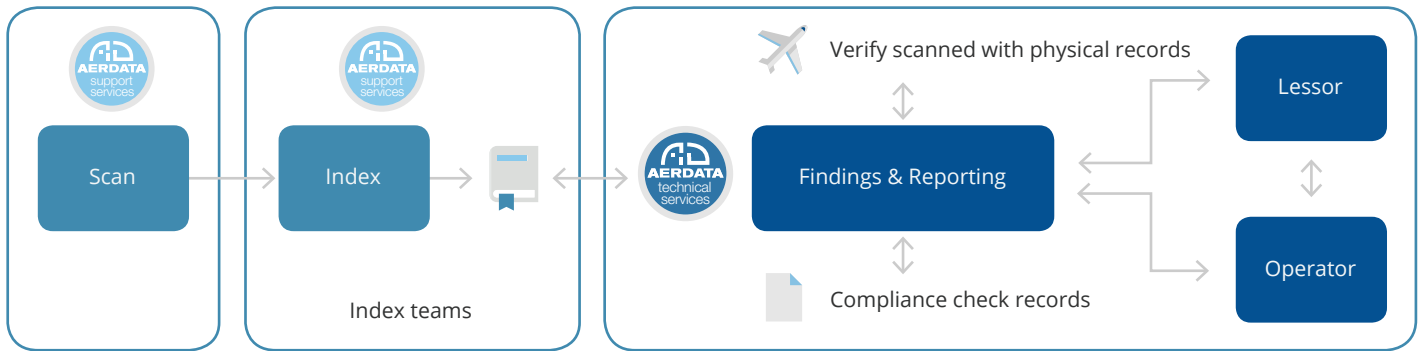 AERDATA
support
services
Scan
AERDATA
support
services
Index
Index teams
AERDATA
technical
services
Verify scanned with physical records
Findings & Reporting
Compliance check records
Lessor
Operator